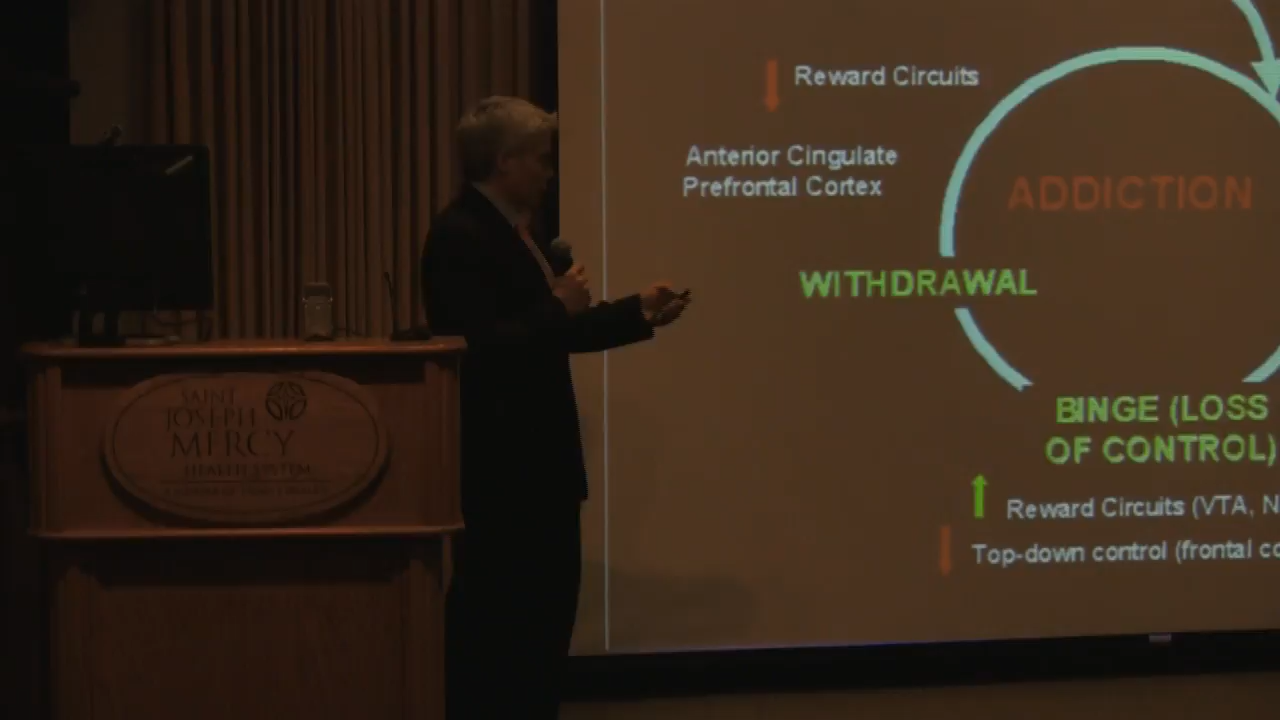 Reward Circuits
Anterior Cingulate
Prefrontal Cortex
ADDICTION
WITHDRAWAL
BINGE (LOSS
OF CONTROL)
Reward Circuits (VTA, N
Top-down control (frontal co
SAINT
JOSEPH
MERCY
HEALTH SYSTEM